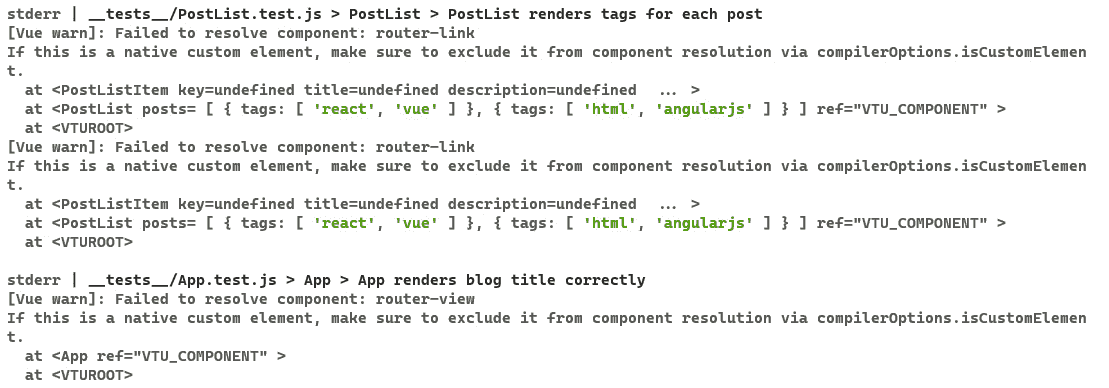 stderr | __tests__/PostList.test.js > PostList > PostList renders tags for each post
[Vue warn]: Failed to resolve component: router-link
If this is a native custom element, make sure to exclude it from component resolution via compilerOptions.isCustomElemen
t.
  at <PostListItem key=undefined title=undefined description=undefined  ... >
  at <PostList posts= [ { tags: [ 'react', 'vue' ] }, { tags: [ 'html', 'angularjs' ] } ] ref="VTU_COMPONENT" >
  at <VTUROOT>
[Vue warn]: Failed to resolve component: router-link
If this is a native custom element, make sure to exclude it from component resolution via compilerOptions.isCustomElemen
t.
  at <PostListItem key=undefined title=undefined description=undefined  ... >
  at <PostList posts= [ { tags: [ 'react', 'vue' ] }, { tags: [ 'html', 'angularjs' ] } ] ref="VTU_COMPONENT" >
  at <VTUROOT>

stderr | __tests__/App.test.js > App > App renders blog title correctly
[Vue warn]: Failed to resolve component: router-view
If this is a native custom element, make sure to exclude it from component resolution via compilerOptions.isCustomElemen
t.
  at <App ref="VTU_COMPONENT" >
  at <VTUROOT>